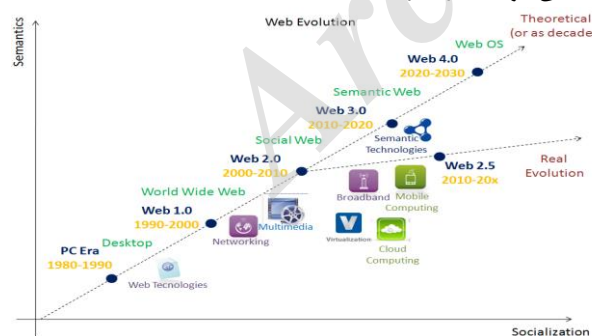 Web Evolution
Theoretical
(or as decade
Semantics
Web OS
Web 4.0
2020-2030
Semantic Web
Web 3.0
2010-2020
Semantic
Technologies
Social Web
Web 2.0
2000-2010
Web 2.5
2010-20x
Real
Evolution
Broadband
Mobile
Computing
World Wide Web
Web 1.0
1990-2000
Networking
Multimedia
Virtualization
Cloud
Computing
Desktop
PC Era
1980-1990
Web Tecnologies
Socialization